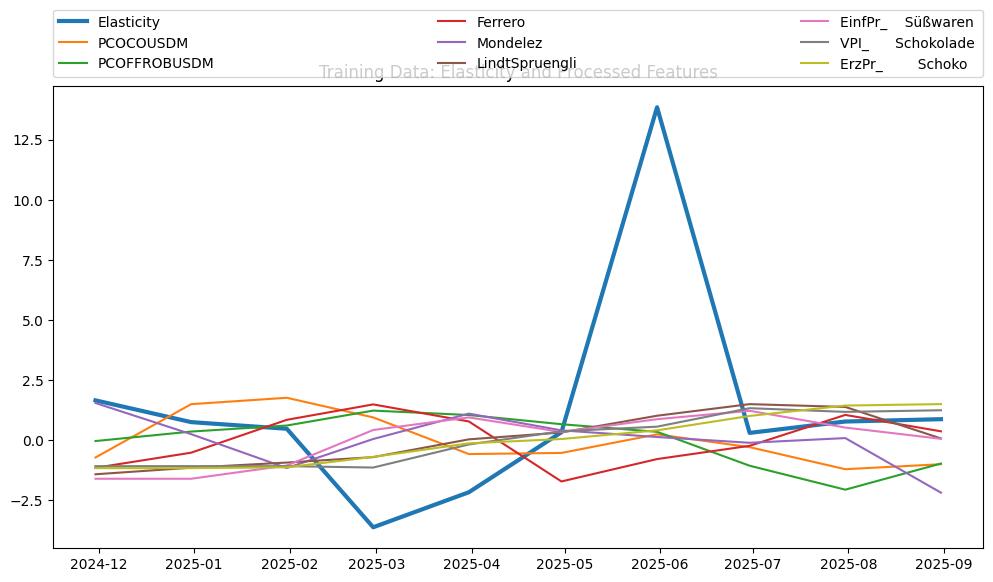 Elasticity
PCOCOUSDM
PCOFFROBUSDM
Ferrero
Mondelez
LindtSpruengli
EinfPr_ Süßwaren
VPI_ Schokolade
ErzPr_ Schoko
Training Data: Elasticity and Processed Features
12.5
10.0
7.5
5.0
2.5
0.0
−2.5
2024-12 2025-01 2025-02 2025-03 2025-04 2025-05 2025-06 2025-07 2025-08 2025-09